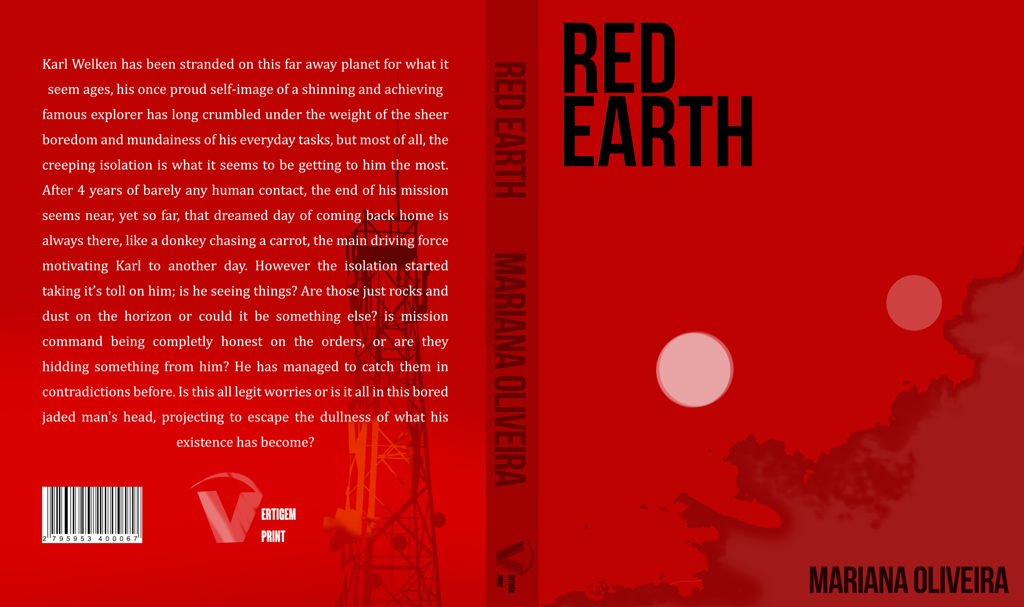 Karl Welken has been stranded on this far away planet for what it
seem ages, his once proud self-image of a shinning and achieving
famous explorer has long crumbled under the weight of the sheer
boredom and mundainess of his everyday tasks, but most of all, the
creeping isolation is what it seems to be getting to him the most.
After 4 years of barely any human contact, the end of his mission
seems near, yet so far, that dreamed day of coming back home is
always there, like a donkey chasing a carrot, the main driving force
motivating Karl to another day. However the isolation started
taking it's toll on him; is he seeing things? Are those just rocks and
dust on the horizon or could it be something else? is mission
command being completly honest on the orders, or are they
hidding something from him? He has managed to catch them in
contradictions before. Is this all legit worries or is it all in this bored
jaded man's head, projecting to escape the dullness of what his
existence has become?
2 795953 400067
V
ERTIGEM
PRINT
RED EARTH
MARIANA OLIVEIRA
V
ERTIGEM
PRINT
RED
EARTH
MARIANA OLIVEIRA